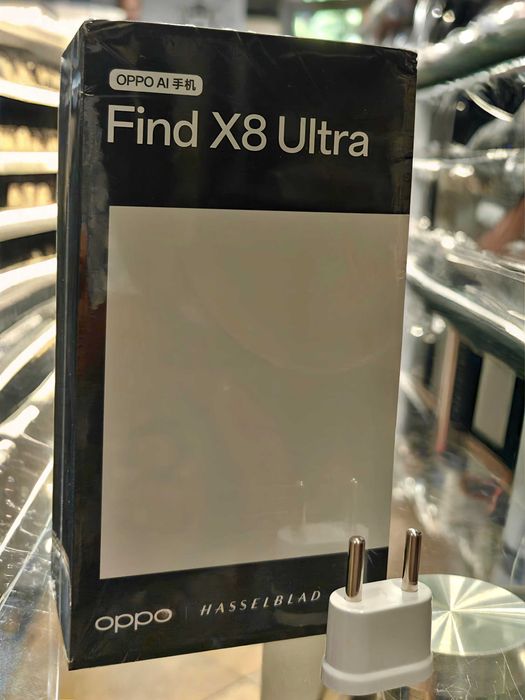 OPPO AI 手机
Find X8 Ultra
oppo | HASSELBLAD